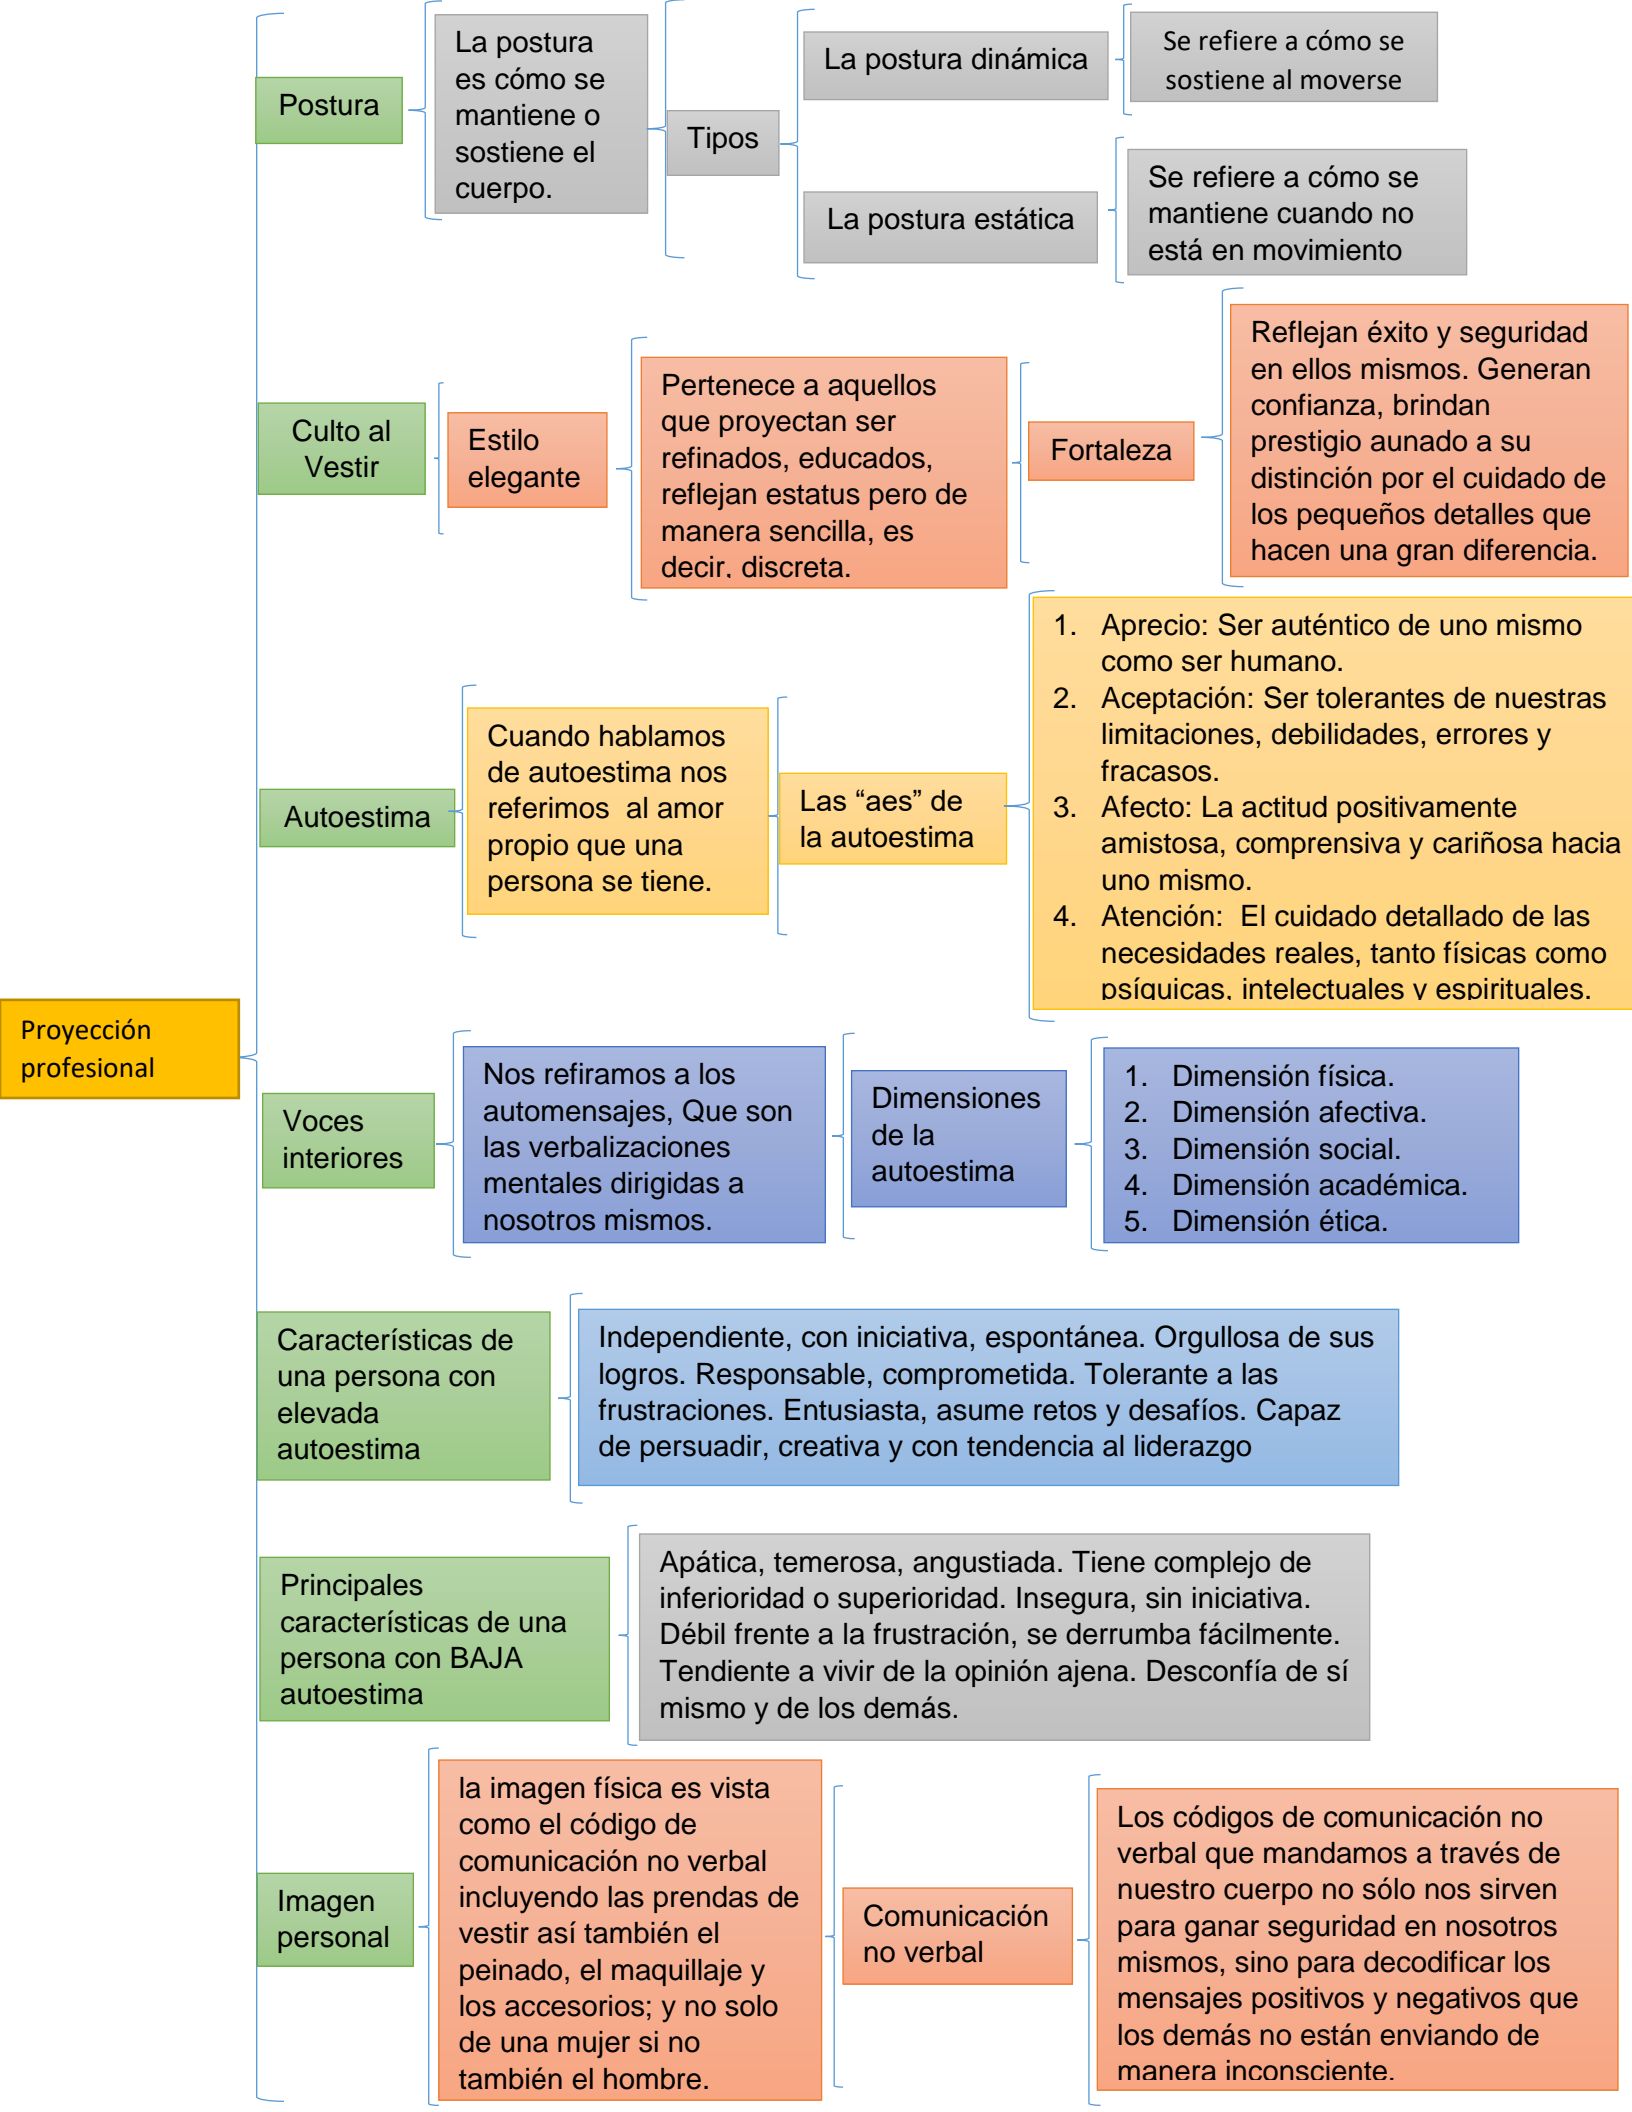 Proyección
profesional
Postura
La postura
es cómo se
mantiene o
sostiene el
cuerpo.
Tipos
La postura dinámica
Se refiere a cómo se
sostiene al moverse
La postura estática
Se refiere a cómo se
mantiene cuando no
está en movimiento
Culto al
Vestir
Estilo
elegante
Pertenece a aquellos
que proyectan ser
refinados, educados,
reflejan estatus pero de
manera sencilla, es
decir, discreta.
Fortaleza
Reflejan éxito y seguridad
en ellos mismos. Generan
confianza, brindan
prestigio aunado a su
distinción por el cuidado de
los pequeños detalles que
hacen una gran diferencia.
Autoestima
Cuando hablamos
de autoestima nos
referimos  al amor
propio que una
persona se tiene.
Las “aes” de
la autoestima
1. Aprecio: Ser auténtico de uno mismo
como ser humano.
2. Aceptación: Ser tolerantes de nuestras
limitaciones, debilidades, errores y
fracasos.
3. Afecto: La actitud positivamente
amistosa, comprensiva y cariñosa hacia
uno mismo.
4. Atención:  El cuidado detallado de las
necesidades reales, tanto físicas como
psíquicas, intelectuales y espirituales.
Voces
interiores
Nos refiramos a los
automensajes, Que son
las verbalizaciones
mentales dirigidas a
nosotros mismos.
Dimensiones
de la
autoestima
1. Dimensión física.
2. Dimensión afectiva.
3. Dimensión social.
4. Dimensión académica.
5. Dimensión ética.
Características de
una persona con
elevada
autoestima
Independiente, con iniciativa, espontánea. Orgullosa de sus
logros. Responsable, comprometida. Tolerante a las
frustraciones. Entusiasta, asume retos y desafíos. Capaz
de persuadir, creativa y con tendencia al liderazgo
Principales
características de una
persona con BAJA
autoestima
Apática, temerosa, angustiada. Tiene complejo de
inferioridad o superioridad. Insegura, sin iniciativa.
Débil frente a la frustración, se derrumba fácilmente.
Tendiente a vivir de la opinión ajena. Desconfía de sí
mismo y de los demás.
Imagen
personal
la imagen física es vista
como el código de
comunicación no verbal
incluyendo las prendas de
vestir así también el
peinado, el maquillaje y
los accesorios; y no solo
de una mujer si no
también el hombre.
Comunicación
no verbal
Los códigos de comunicación no
verbal que mandamos a través de
nuestro cuerpo no sólo nos sirven
para ganar seguridad en nosotros
mismos, sino para decodificar los
mensajes positivos y negativos que
los demás no están enviando de
manera inconsciente.